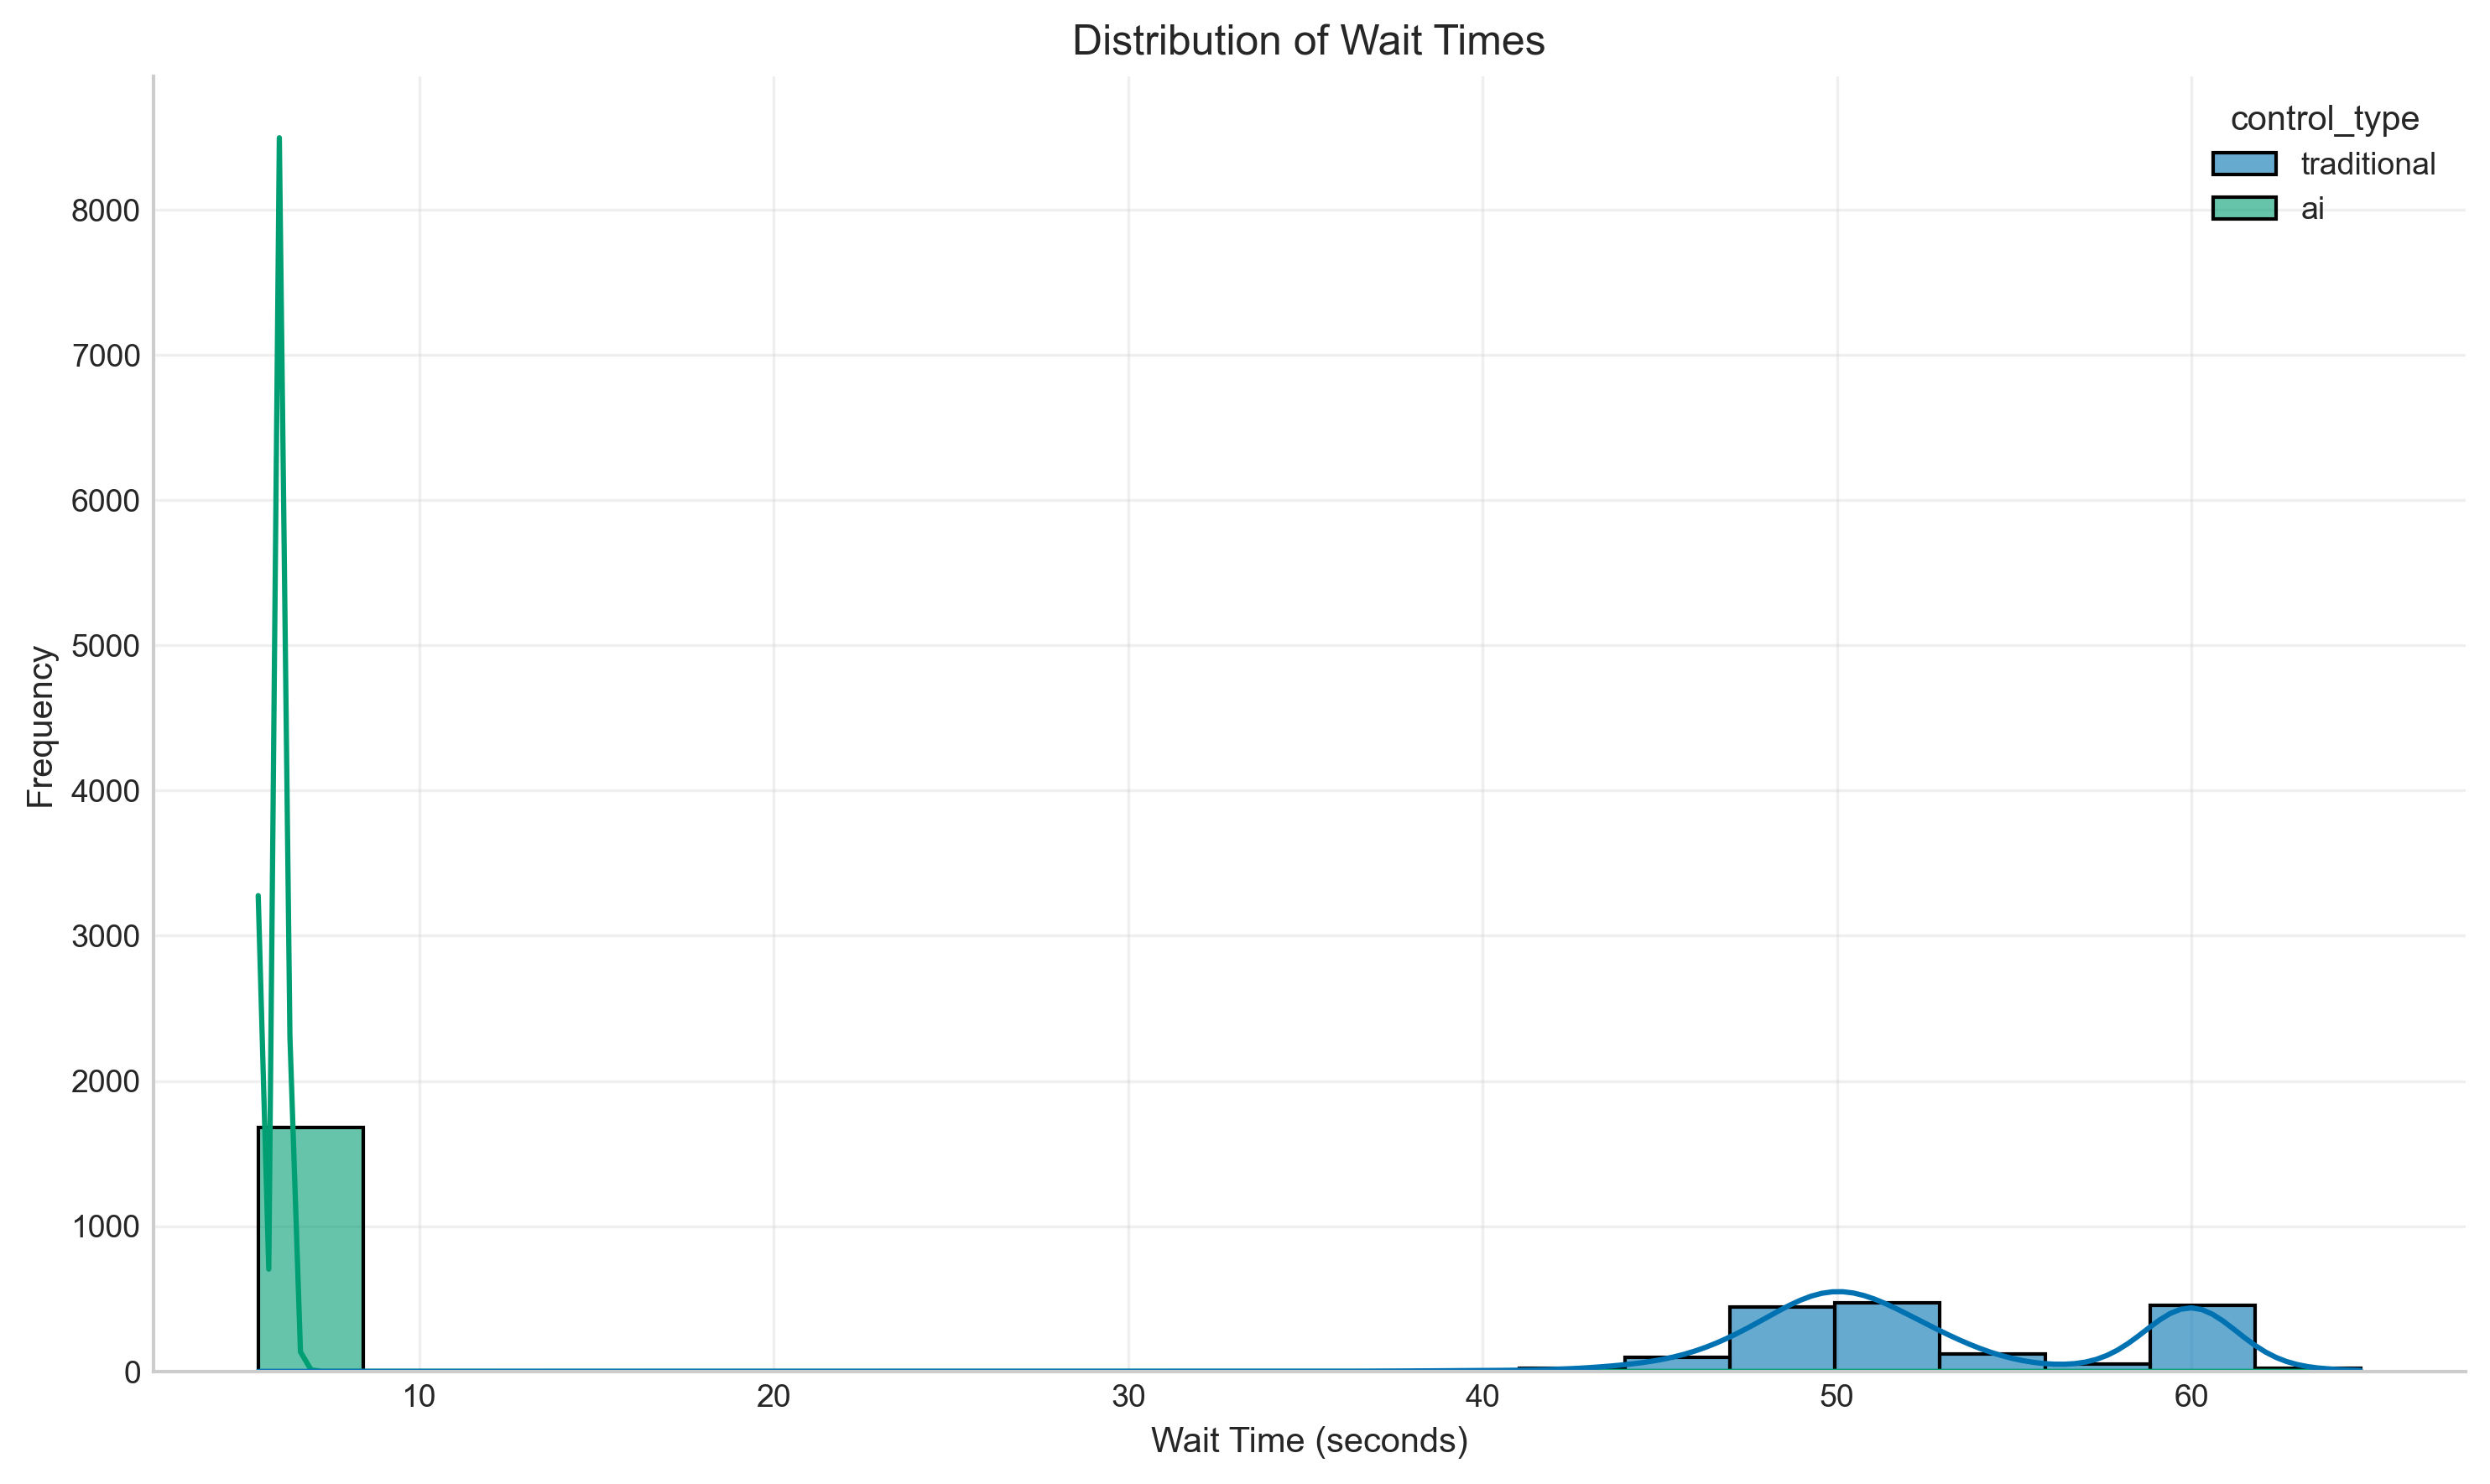 Distribution of Wait Times
control_type
traditional
ai
8000
7000
6000
5000
4000
3000
2000
1000
0
Frequency
10 20 30 40 50 60
Wait Time (seconds)